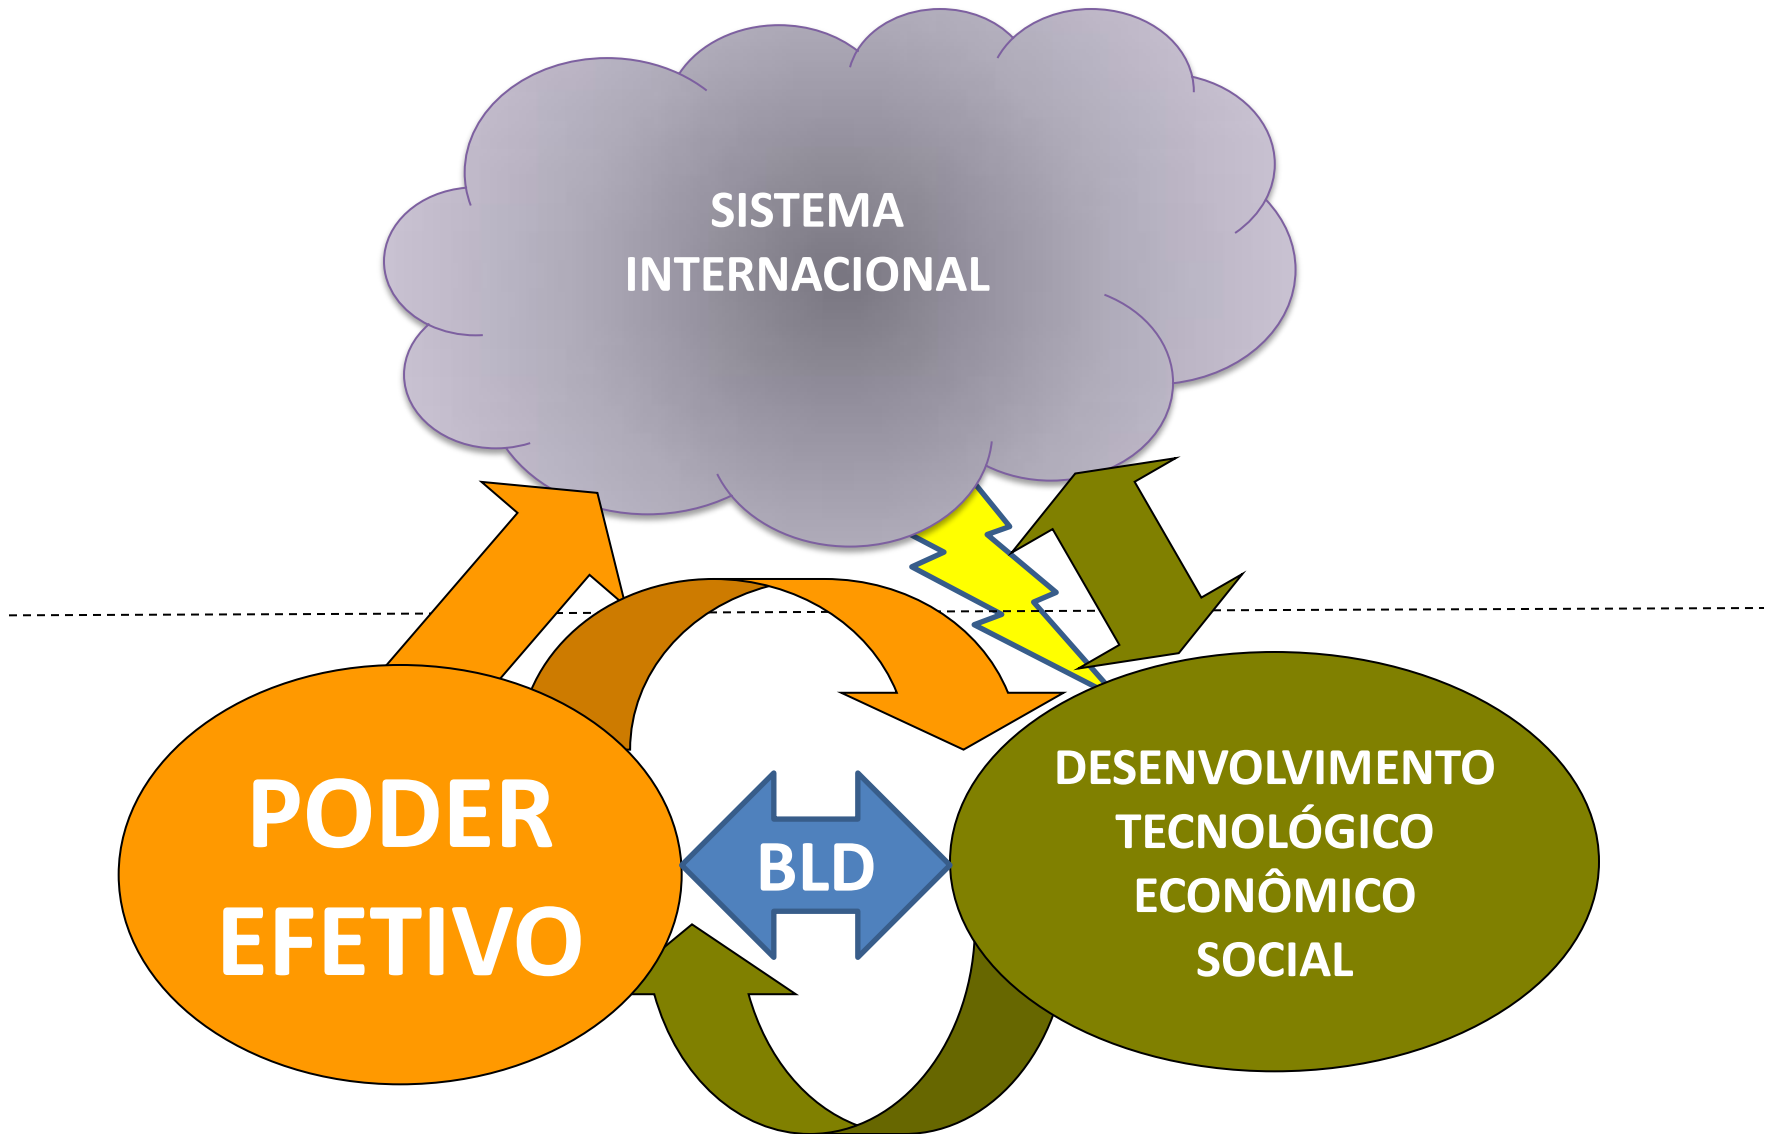 SISTEMA
INTERNACIONAL
PODER
EFETIVO
BLD
DESENVOLVIMENTO
TECNOLÓGICO
ECONÔMICO
SOCIAL